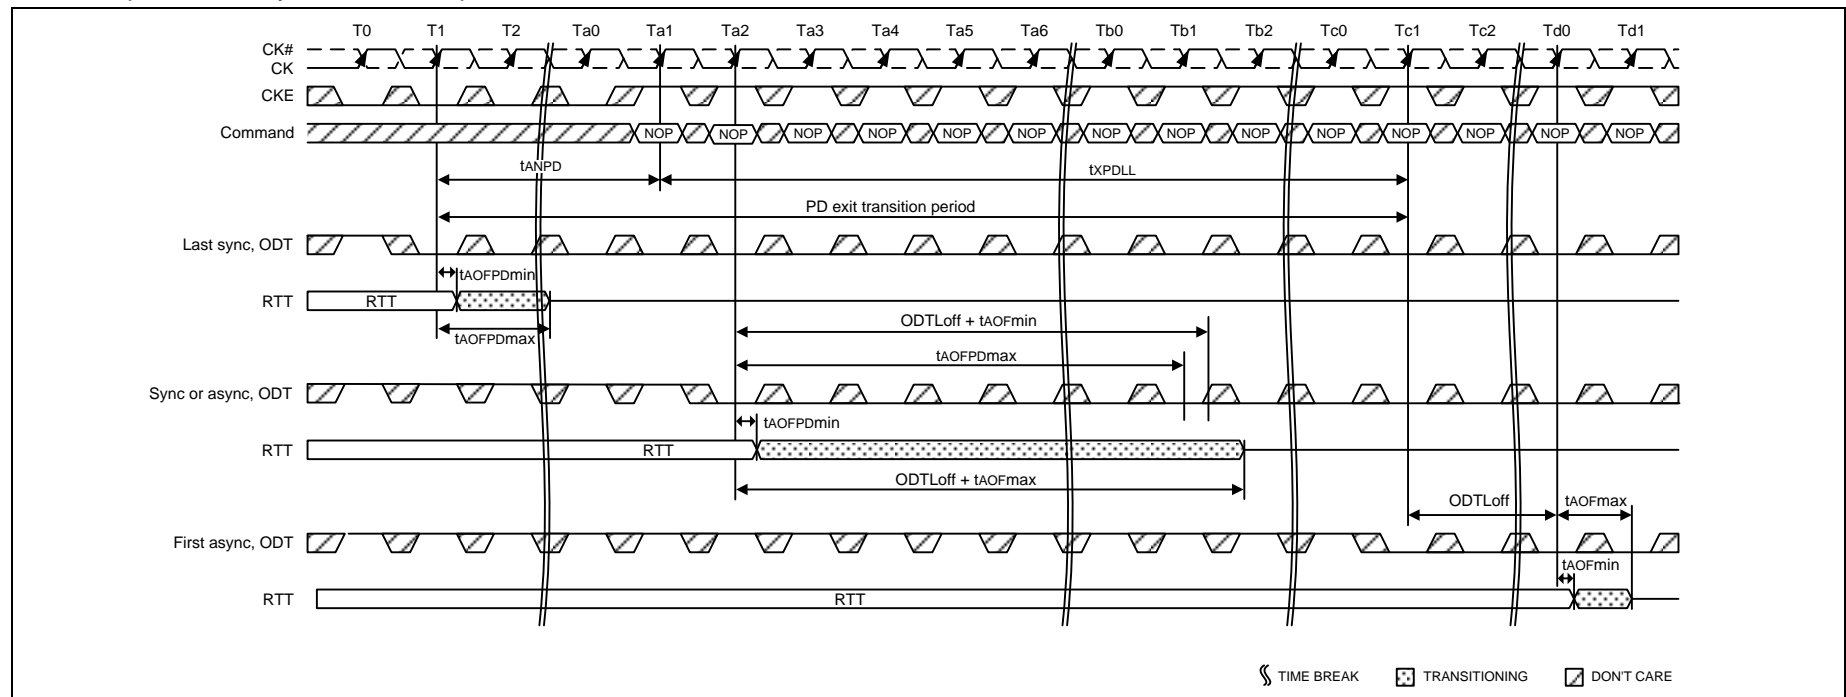 T0 T1 T2 Ta0 Ta1 Ta2 Ta3 Ta4 Ta5 Ta6 Tb0 Tb1 Tb2 Tc0 Tc1 Tc2 Td0 Td1
CK#
CK
CKE
Command NOP NOP NOP NOP NOP NOP NOP NOP NOP NOP NOP NOP NOP NOP
tANPD tXPDLL
PD exit transition period
Last sync, ODT
tAOFPDmin
RTT RTT
tAOFPDmax
ODTLoff + tAOFmin
tAOFPDmax
Sync or async, ODT
tAOFPDmin
RTT RTT
ODTLoff + tAOFmax
ODTLoff tAOFmax
First async, ODT
tAOFmin
RTT RTT
TIME BREAK TRANSITIONING DON'T CARE